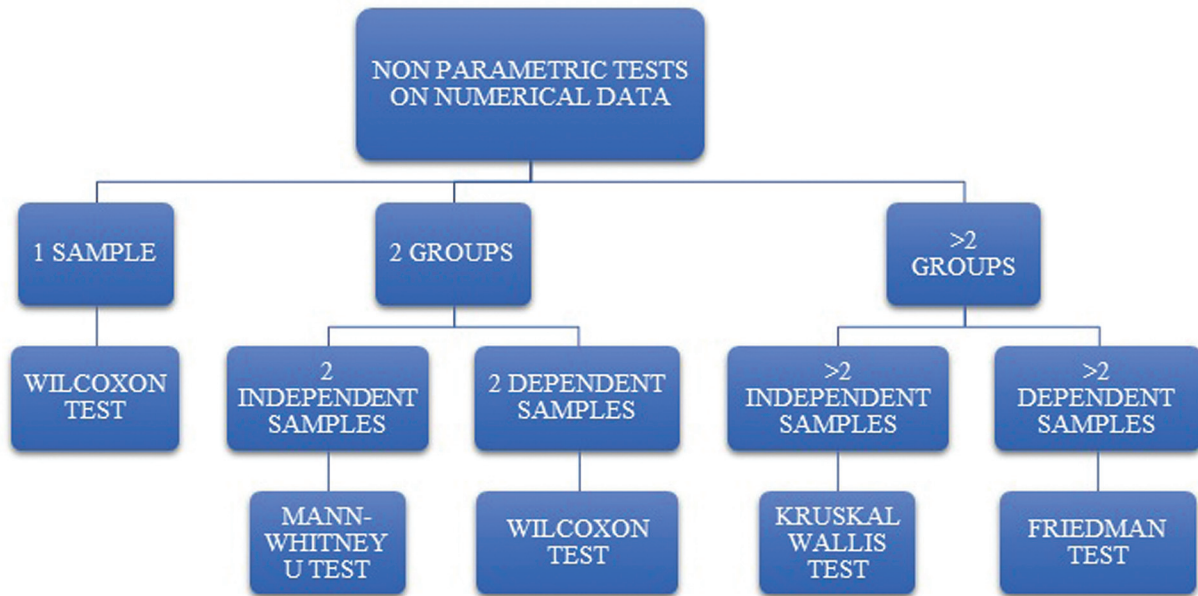 NON PARAMETRIC TESTS
ON NUMERICAL DATA
1 SAMPLE
2 GROUPS
>2
GROUPS
WILCOXON
TEST
2
INDEPENDENT
SAMPLES
2 DEPENDENT
SAMPLES
>2
INDEPENDENT
SAMPLES
>2
DEPENDENT
SAMPLES
MANN-
WHITNEY
U TEST
WILCOXON
TEST
KRUSKAL
WALLIS
TEST
FRIEDMAN
TEST